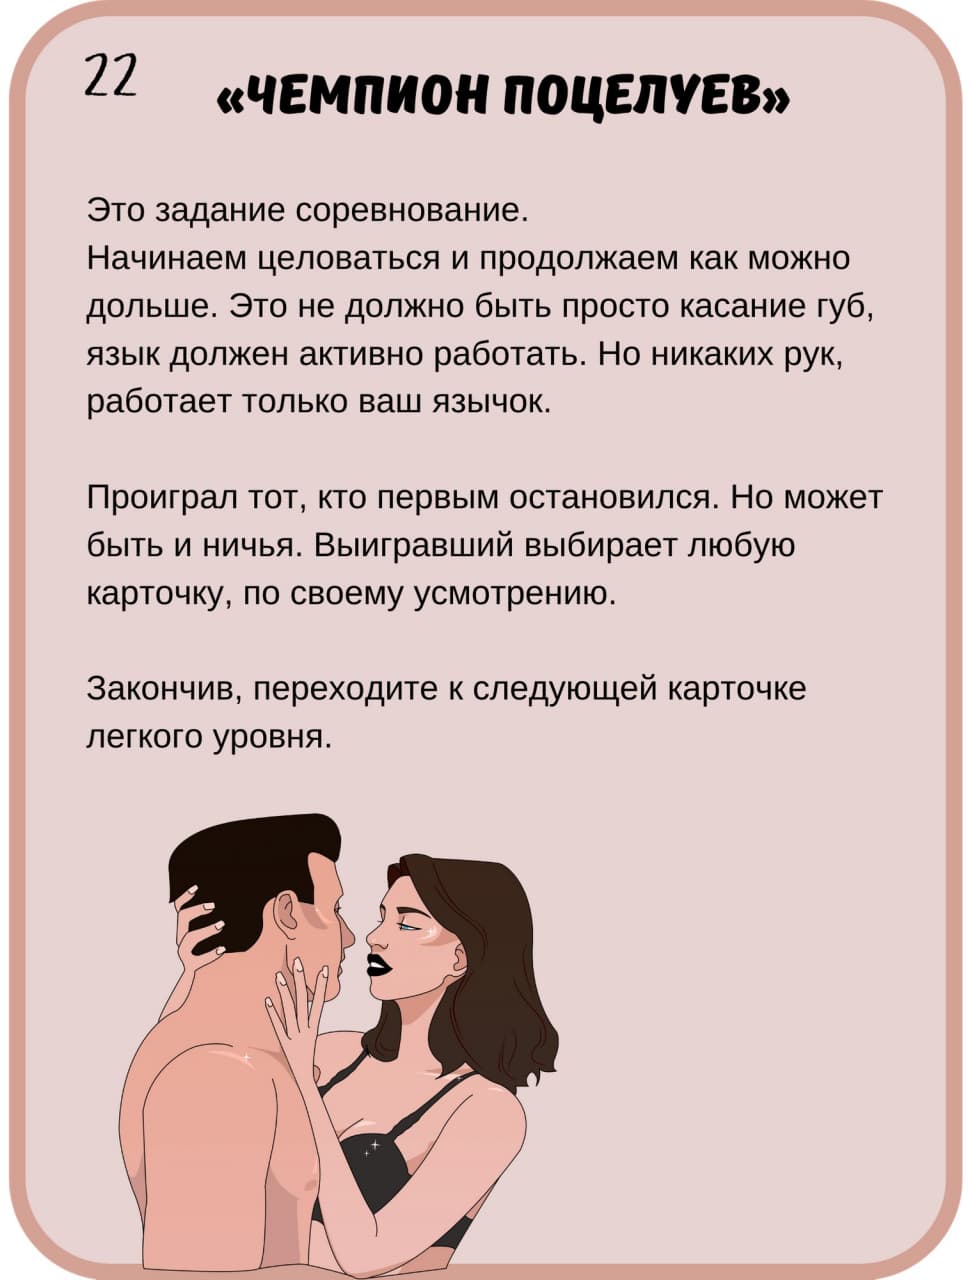 22
«ЧЕМПИОН ПОЦЕЛУЕВ»
Это задание соревнование.
Начинаем целоваться и продолжаем как можно
дольше. Это не должно быть просто касание губ,
язык должен активно работать. Но никаких рук,
работает только ваш язычок.
Проиграл тот, кто первым остановился. Но может
быть и ничья. Выигравший выбирает любую
карточку, по своему усмотрению.
Закончив, переходите к следующей карточке
легкого уровня.